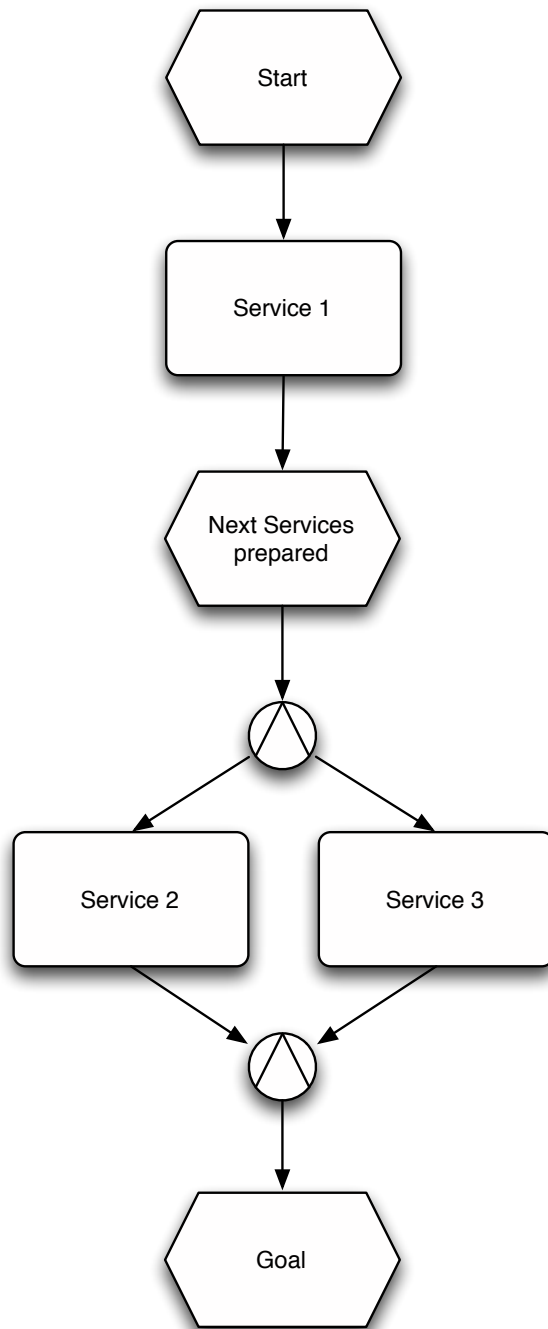 Start
Service 1
Next Services
prepared
Service 2
Service 3
Goal